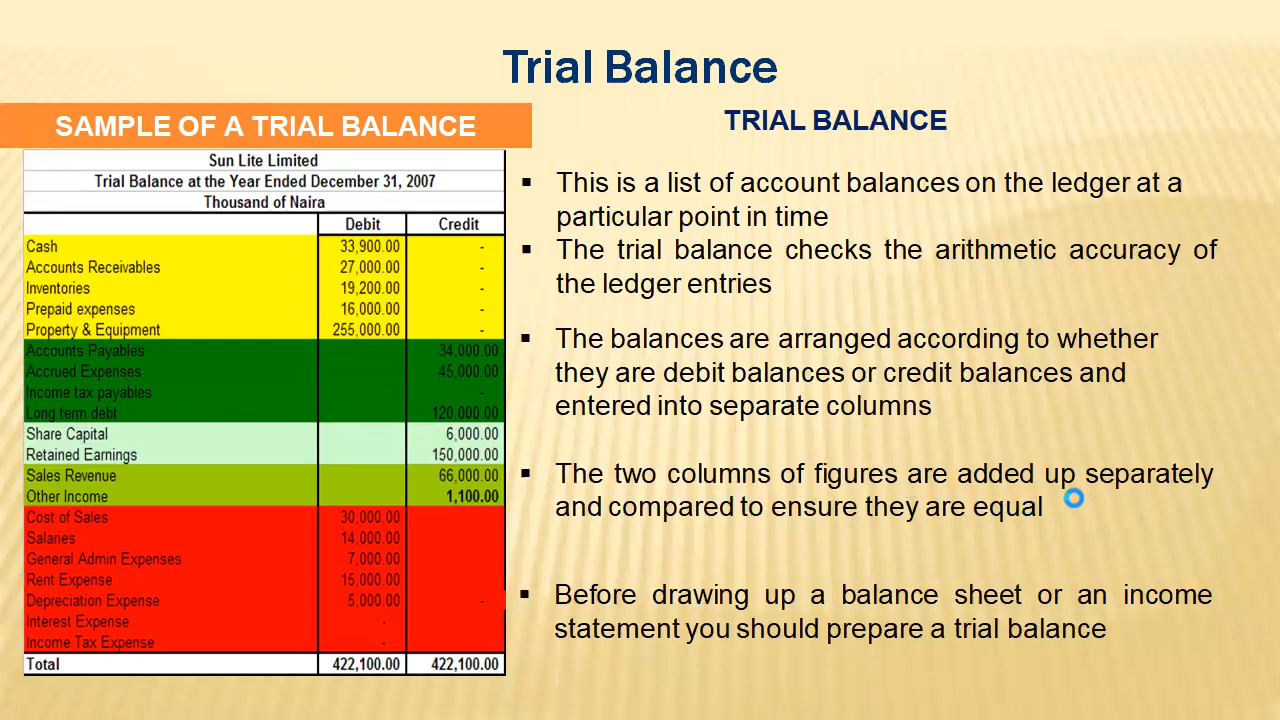 Trial Balance
SAMPLE OF A TRIAL BALANCE
Sun Lite Limited
Trial Balance at the Year Ended December 31, 2007
Thousand of Naira
Debit Credit
Cash 33,900.00 -
Accounts Receivables 27,000.00 -
Inventories 19,200.00 -
Prepaid expenses 16,000.00 -
Property & Equipment 255,000.00 -
Accounts Payables 34,000.00
Accrued Expenses 45,000.00
Income tax payables -
Long term debt 120,000.00
Share Capital 6,000.00
Retained Earnings 150,000.00
Sales Revenue 66,000.00
Other Income 1,100.00
Cost of Sales 30,000.00
Salaries 14,000.00
General Admin Expenses 7,000.00
Rent Expense 15,000.00
Depreciation Expense 5,000.00 -
Interest Expense -
Income Tax Expense -
Total 422,100.00 422,100.00
TRIAL BALANCE
▪ This is a list of account balances on the ledger at a
particular point in time
▪ The trial balance checks the arithmetic accuracy of
the ledger entries
▪ The balances are arranged according to whether
they are debit balances or credit balances and
entered into separate columns
▪ The two columns of figures are added up separately
and compared to ensure they are equal
▪ Before drawing up a balance sheet or an income
statement you should prepare a trial balance